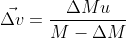 \vec{\Delta v} = \frac{\Delta M u}{M - \Delta M}